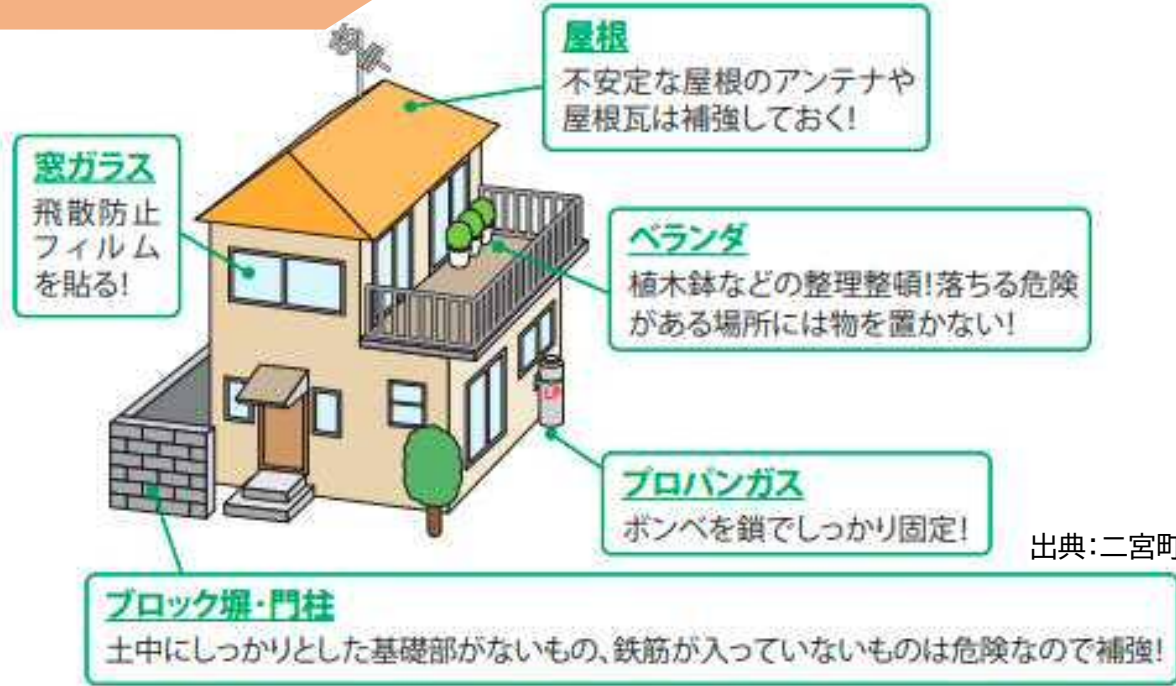 屋根
不安定な屋根のアンテナや
屋根瓦は補強しておく!
窓ガラス
飛散防止
フィルム
を貼る!
ベランダ
植木鉢などの整理整頓!落ちる危険
がある場所には物を置かない!
LP
プロパンガス
ボンベを鎖でしっかり固定!
出典:二宮町
ブロック塀・門柱
土中にしっかりとした基礎部がないもの、鉄筋が入っていないものは危険なので補強!